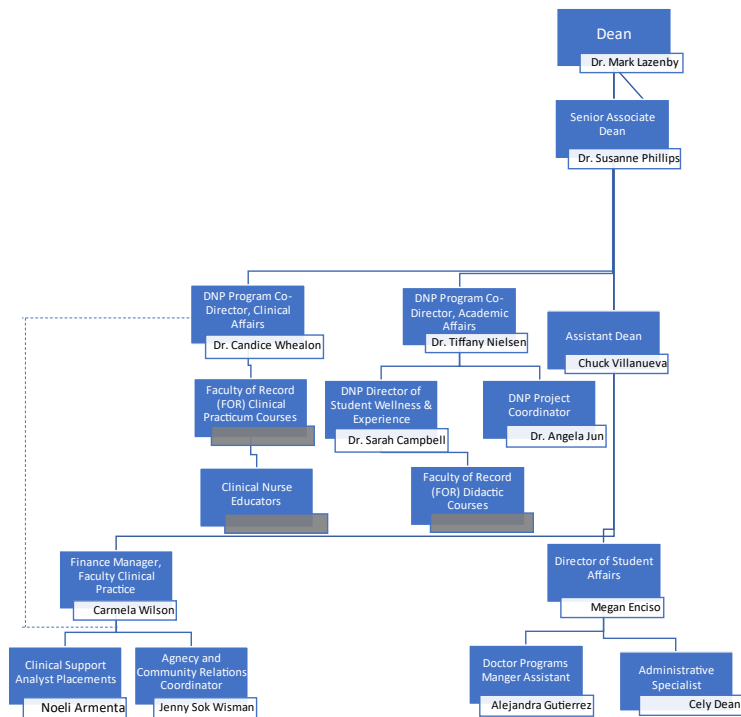 Dean
Dr. Mark Lazenby
Senior Associate
Dean
Dr. Susanne Phillips
DNP Program Co-
Director, Clinical
Affairs
Dr. Candice Whealon
DNP Program Co-
Director, Academic
Affairs
Dr. Tiffany Nielsen
Assistant Dean
Chuck Villanueva
Faculty of Record
(FOR) Clinical
Practicum Courses
DNP Director of
Student Wellness &
Experience
Dr. Sarah Campbell
DNP Project
Coordinator
Dr. Angela Jun
Clinical Nurse
Educators
Faculty of Record
(FOR) Didactic
Courses
Finance Manager,
Faculty Clinical
Practice
Carmela Wilson
Director of Student
Affairs
Megan Enciso
Clinical Support
Analyst Placements
Noeli Armenta
Agnecy and
Community Relations
Coordinator
Jenny Sok Wisman
Doctor Programs
Manger Assistant
Alejandra Gutierrez
Administrative
Specialist
Cely Dean